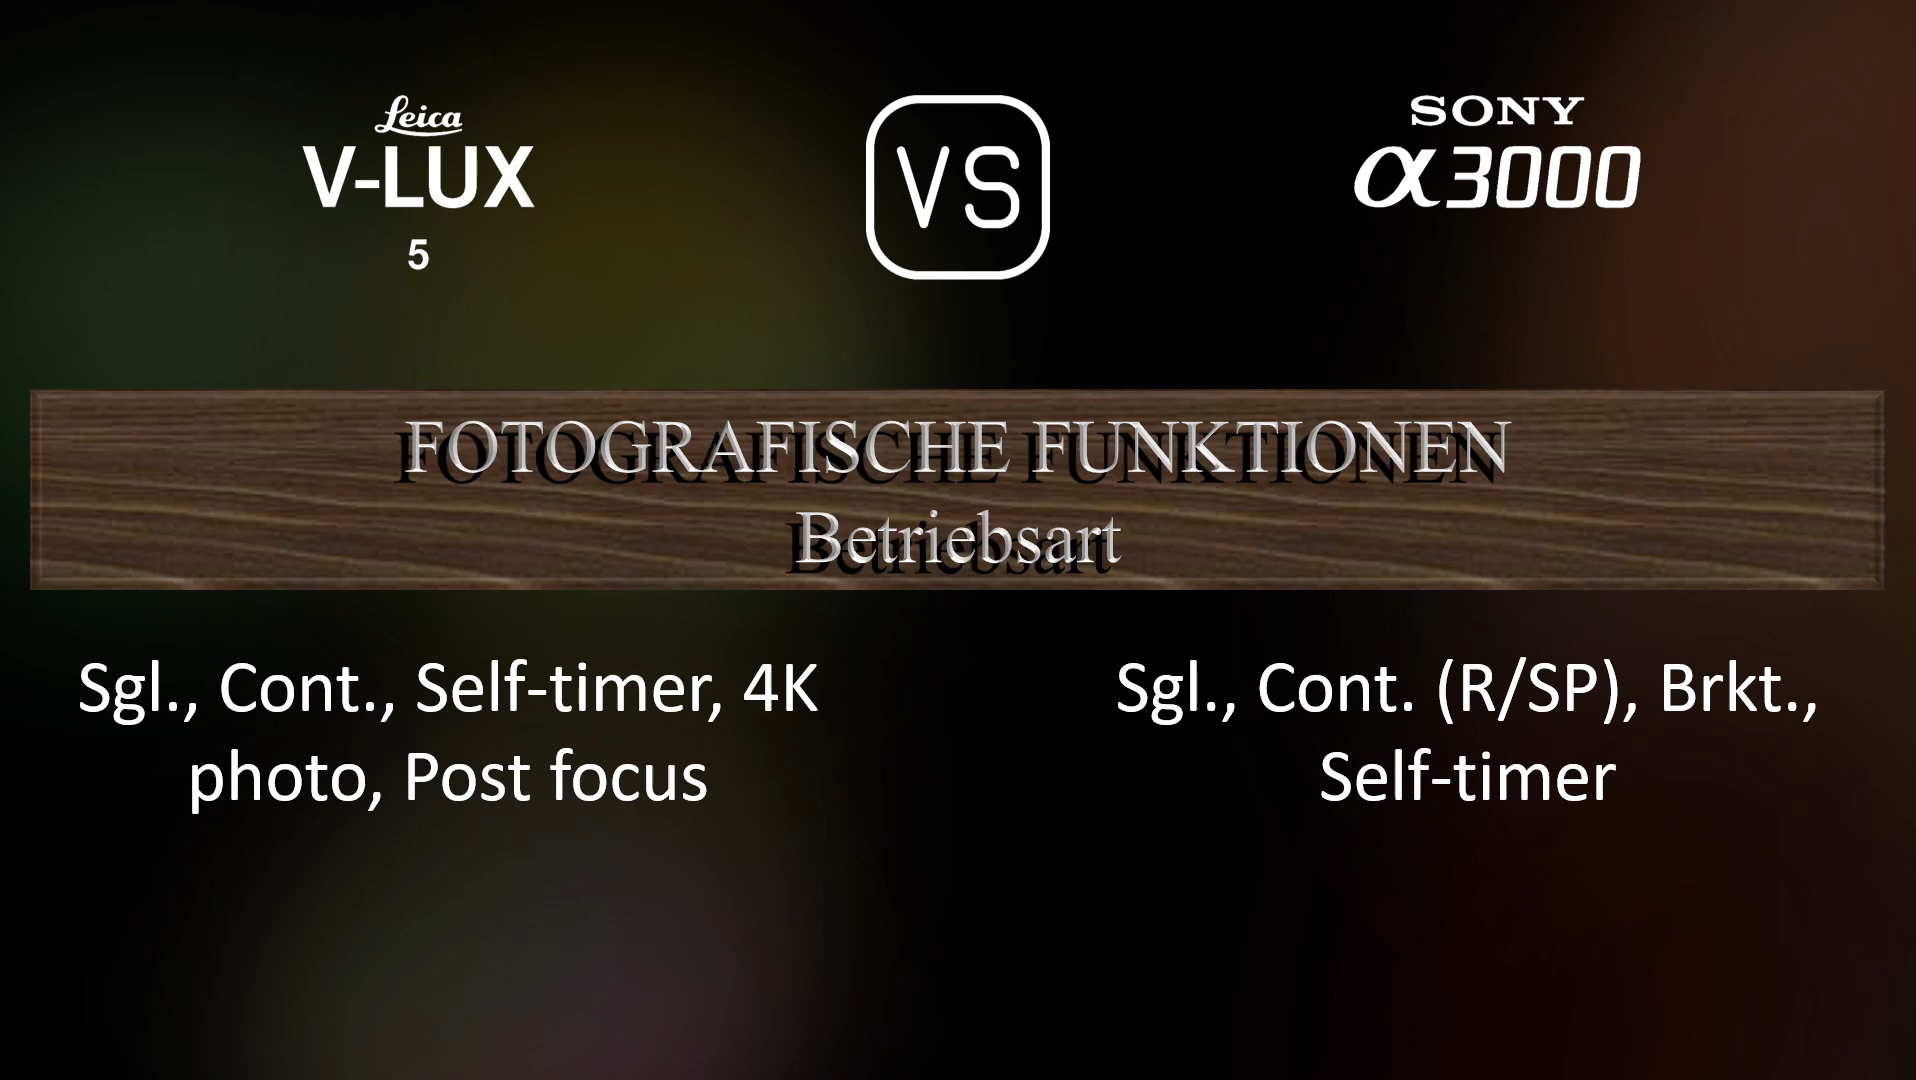 Leica
V-LUX
5
VS
SONY
α3000
FOTOGRAFISCHE FUNKTIONEN
Betriebsart
Sgl., Cont., Self-timer, 4K
photo, Post focus
Sgl., Cont. (R/SP), Brkt.,
Self-timer